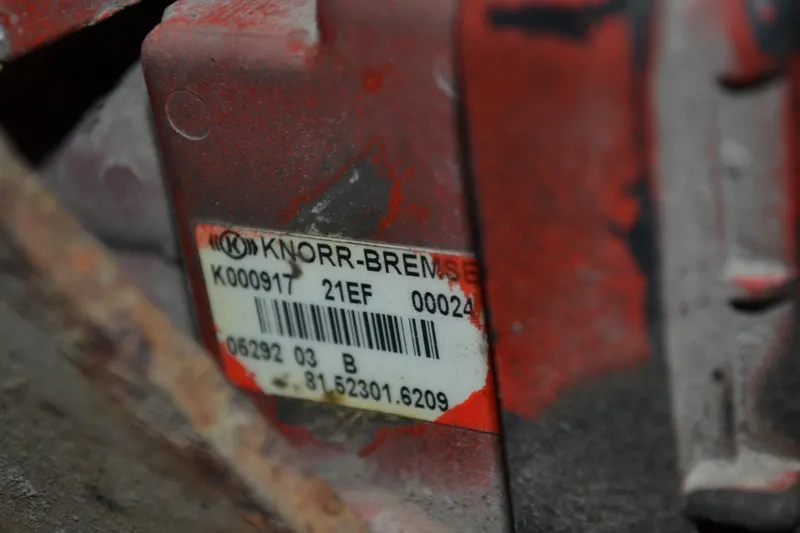 KNORR-BREMSE
K000917 21EF 00024
06292 03 B
81.52301.6209